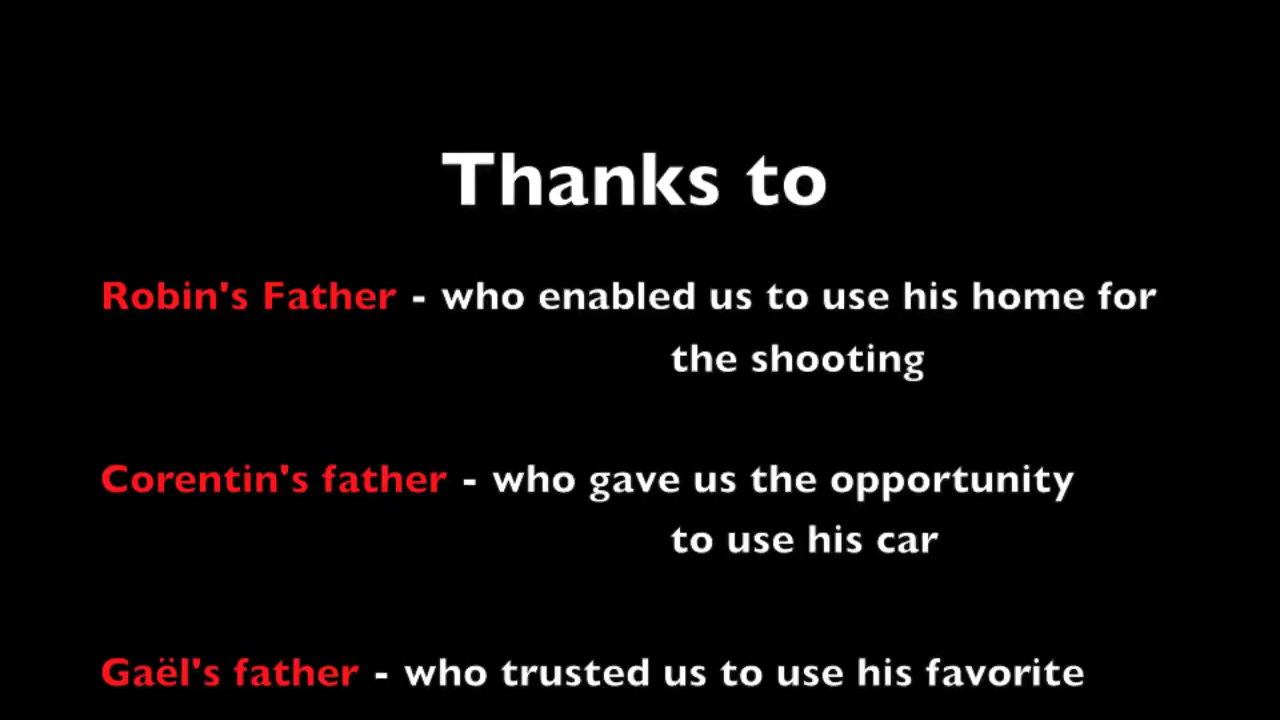 Thanks to
Robin's Father - who enabled us to use his home for
the shooting
Corentin's father - who gave us the opportunity
to use his car
Gaël's father - who trusted us to use his favorite